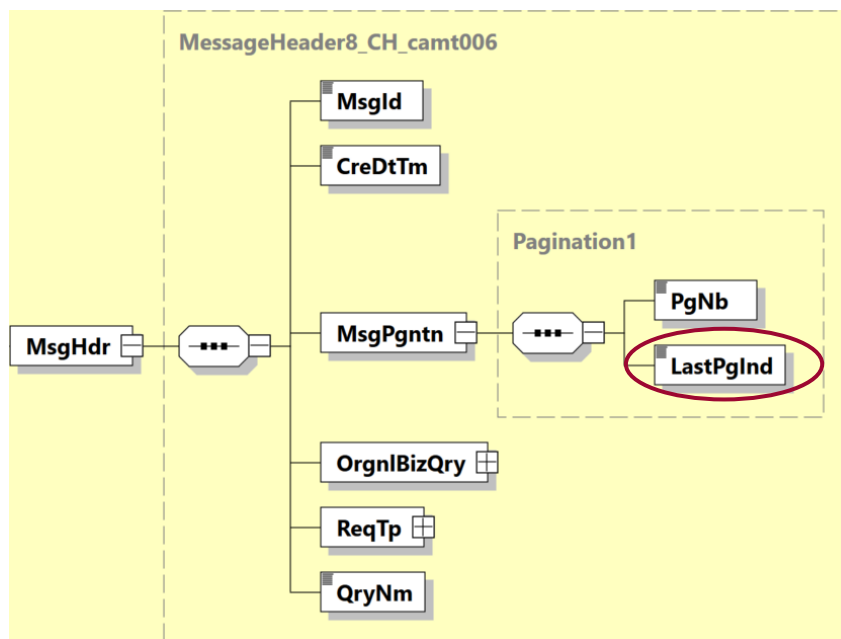 MessageHeader8_CH_camt006
MsgId
CreDtTm
Pagination1
PgNb
MsgHdr
MsgPgntn
LastPgInd
OrgnlBizQry
ReqTp
QryNm